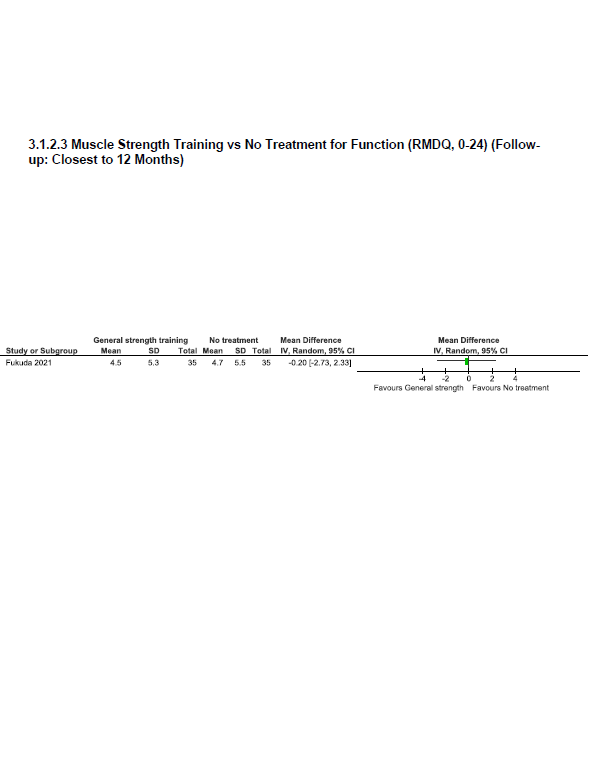 3.1.2.3 Muscle Strength Training vs No Treatment for Function (RMDQ, 0-24) (Follow-
up: Closest to 12 Months)
General strength training No treatment Mean Difference Mean Difference
Study or Subgroup Mean SD Total Mean SD Total IV, Random, 95% CI IV, Random, 95% CI
Fukuda 2021 4.5 5.3 35 4.7 5.5 35 -0.20 [-2.73, 2.33]
-4 -2 0 2 4
Favours General strength Favours No treatment